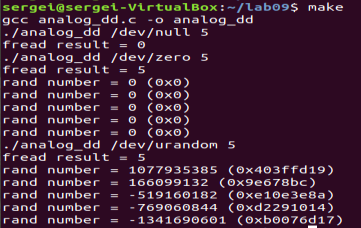 sergei@sergei-VirtualBox:~/lab09$ make
gcc analog_dd.c -o analog_dd
./analog_dd /dev/null 5
fread result = 0
./analog_dd /dev/zero 5
fread result = 5
rand number = 0 (0x0)
rand number = 0 (0x0)
rand number = 0 (0x0)
rand number = 0 (0x0)
rand number = 0 (0x0)
./analog_dd /dev/urandom 5
fread result = 5
rand number = 1077935385 (0x403ffd19)
rand number = 166099132 (0x9e678bc)
rand number = -519160182 (0xe10e3e8a)
rand number = -769060844 (0xd2291014)
rand number = -1341690601 (0xb0076d17)